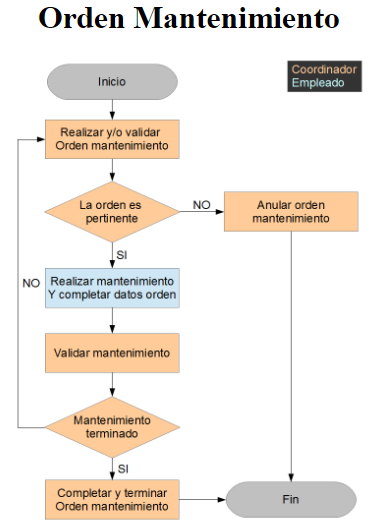 Orden Mantenimiento
Coordinador
Empleado
Inicio
Realizar y/o validar
Orden mantenimiento
La orden es
pertinente
NO
Anular orden
mantenimiento
SI
NO
Realizar mantenimiento
Y completar datos orden
Validar mantenimiento
Mantenimiento
terminado
SI
Completar y terminar
Orden mantenimiento
Fin